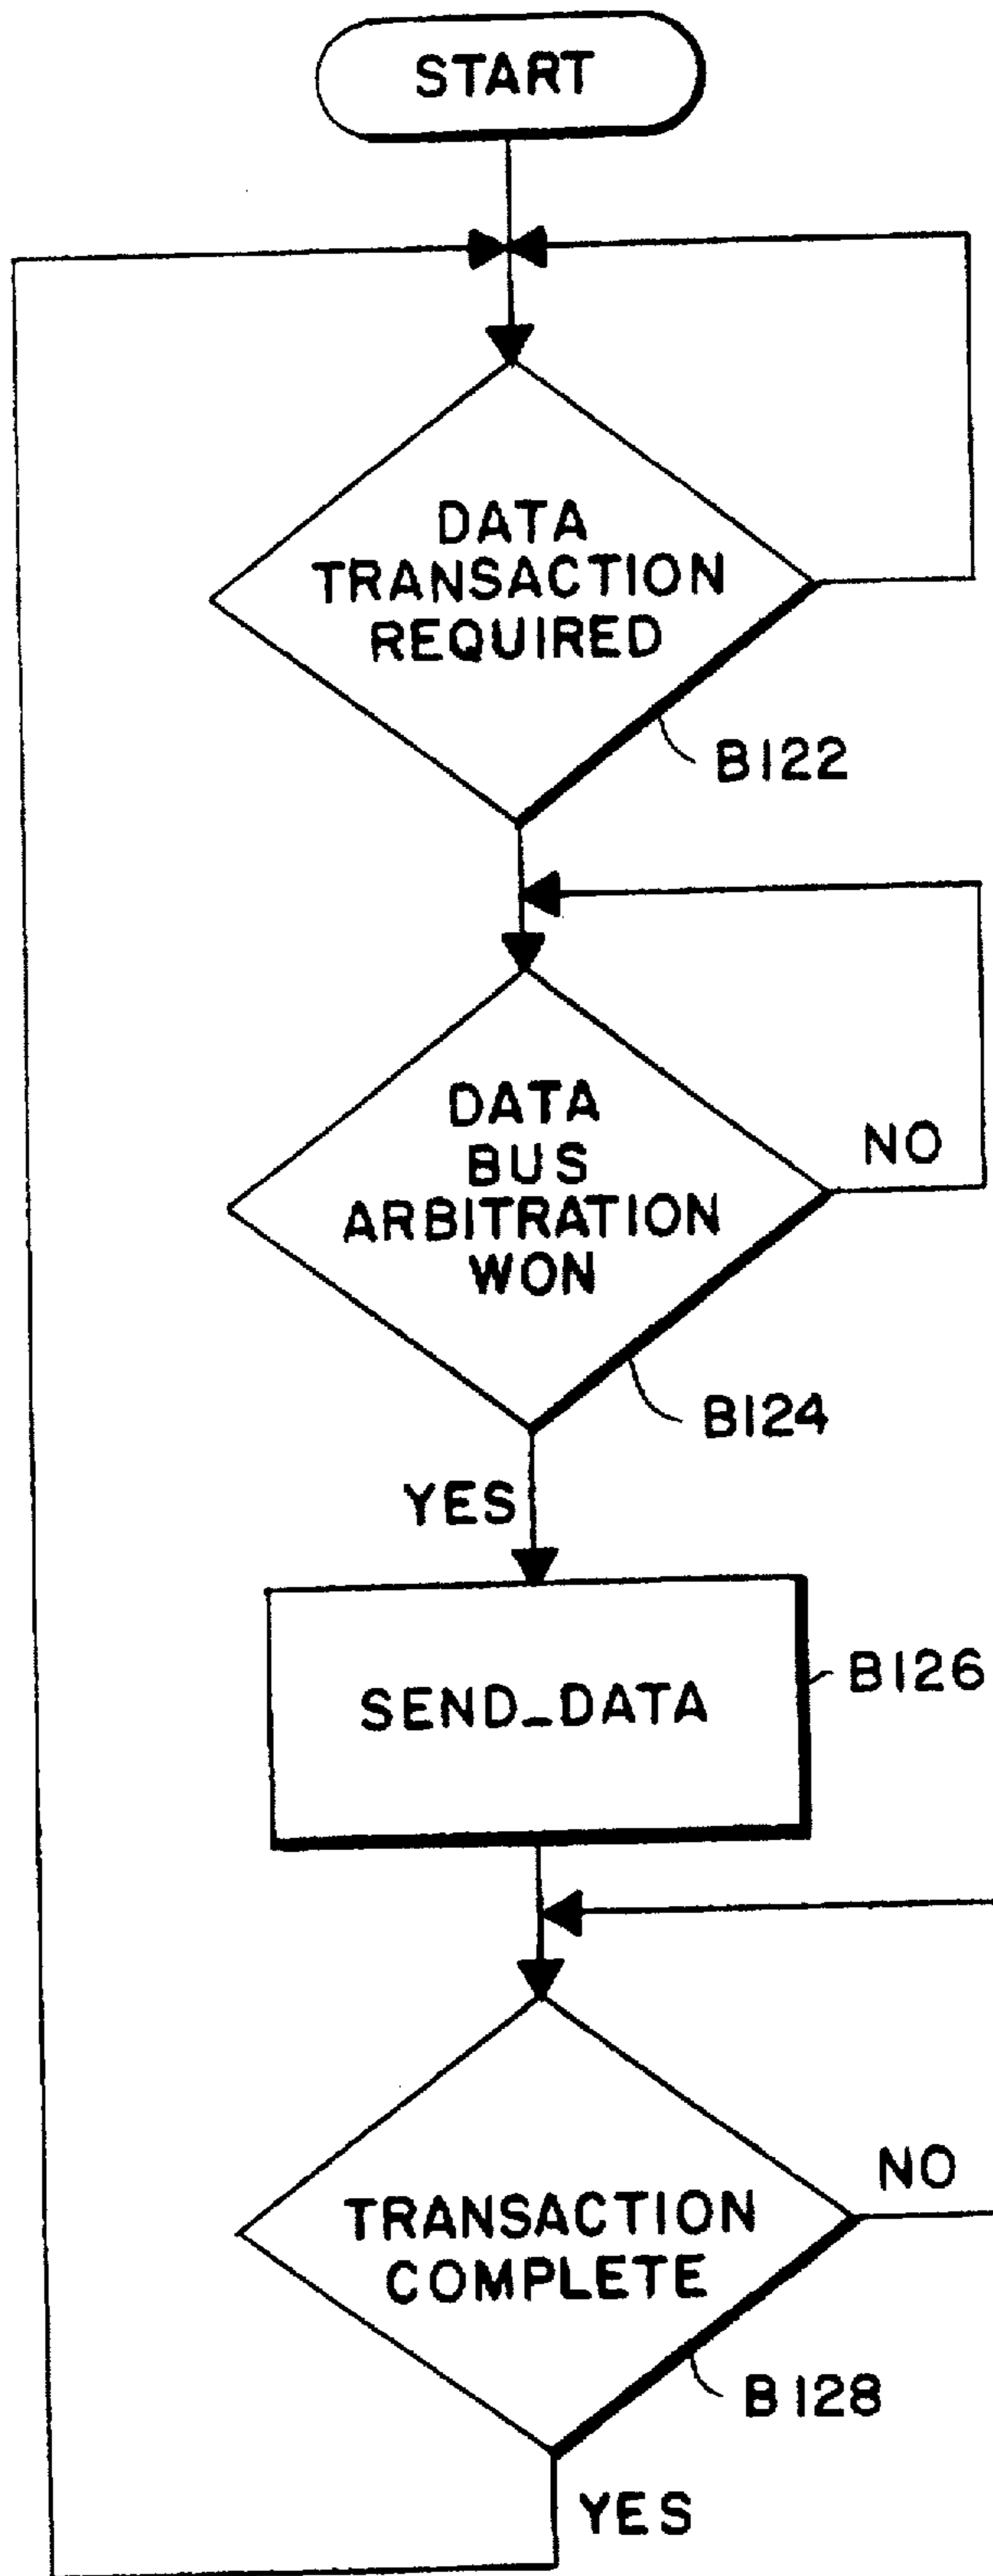 START
DATA
TRANSACTION
REQUIRED
B122
DATA
BUS
ARBITRATION
WON
NO
B124
YES
SEND_DATA
B126
TRANSACTION
COMPLETE
NO
B128
YES